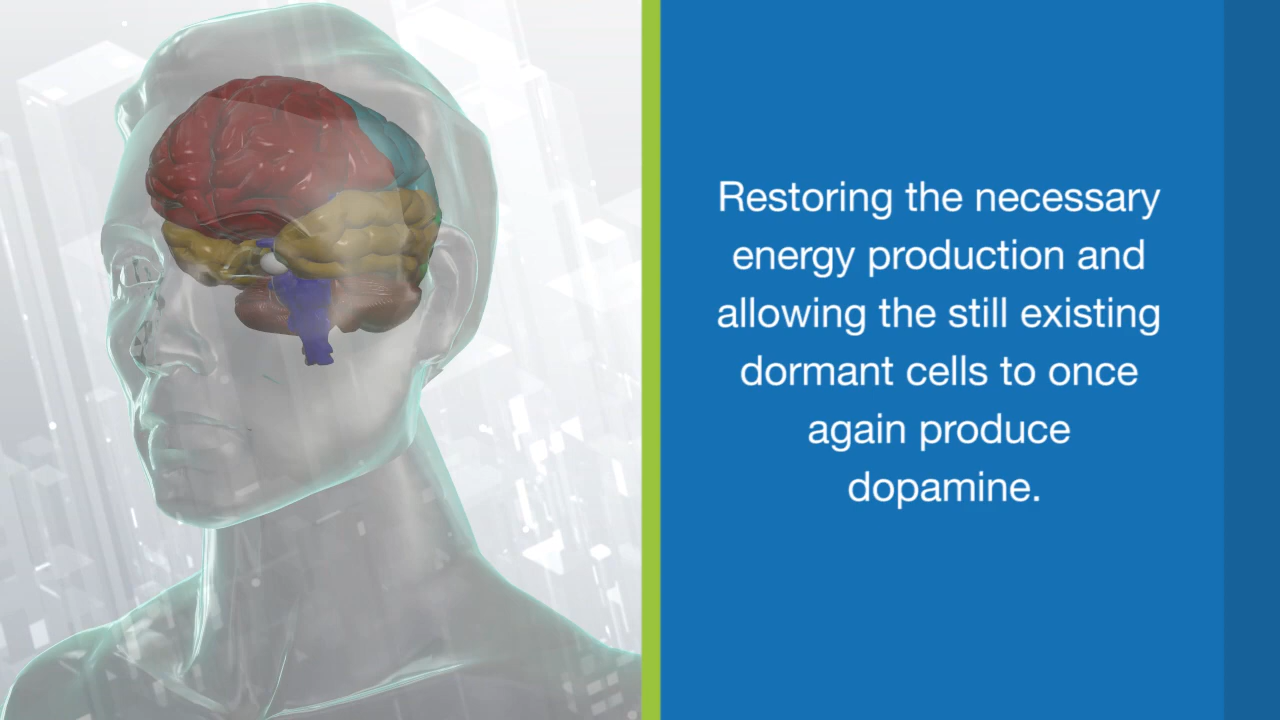 Restoring the necessary
energy production and
allowing the still existing
dormant cells to once
again produce
dopamine.